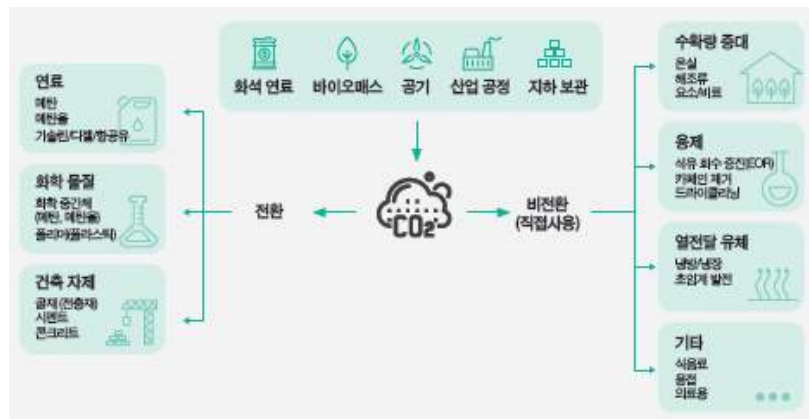 화석 연료 바이오매스 공기 산업 공정 지하 보관
연료
메탄
메탄올
가솔린/디젤/항공유
화학 물질
화학 중간체
(메탄, 메탄올)
폴리머(플라스틱)
건축 자제
골재 (전충재)
시멘트
콘크리트
전환
CO₂
비전환
(직접사용)
수확량 증대
온실
해조류
요소/비료
용제
석유 회수 증진(EOR)
카페인 제거
드라이클리닝
열전달 유체
냉방/냉장
초임계 발전
기타
식음료
용접
의료용